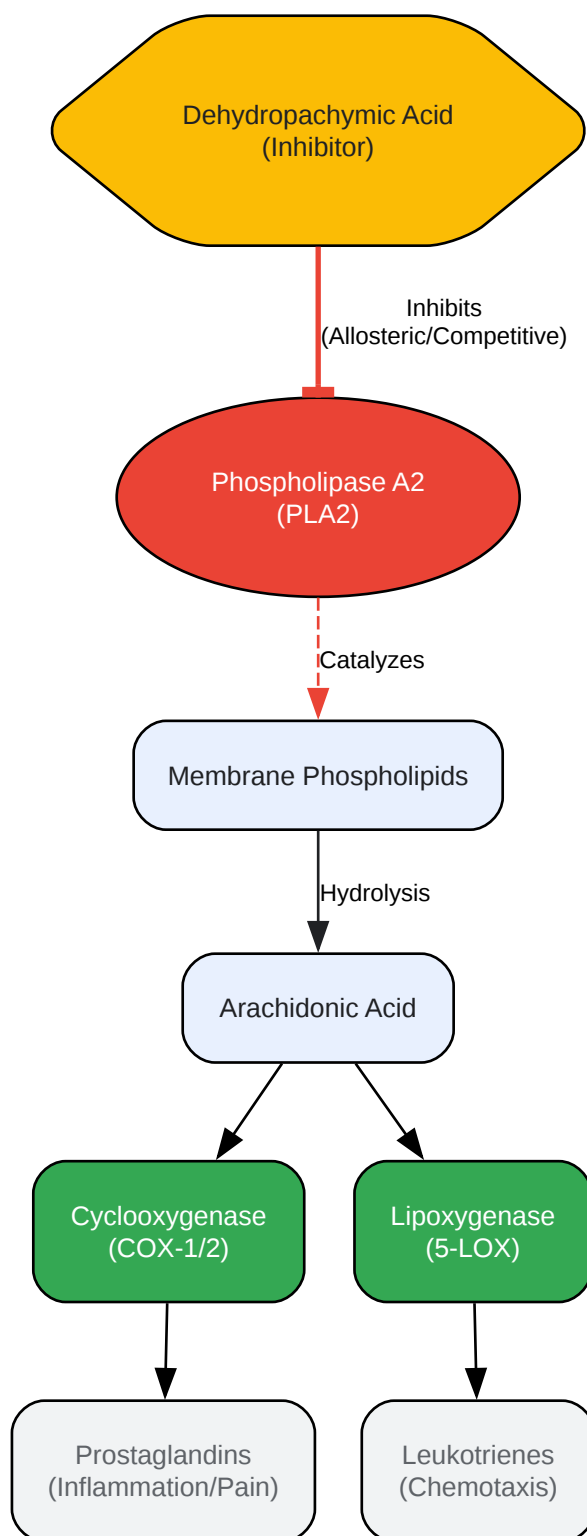 Dehydropachymic Acid
(Inhibitor)
Inhibits
(Allosteric/Competitive)
Phospholipase A2
(PLA2)
Catalyzes
Membrane Phospholipids
Hydrolysis
Arachidonic Acid
Cyclooxygenase
(COX-1/2)
Lipoxygenase
(5-LOX)
Prostaglandins
(Inflammation/Pain)
Leukotrienes
(Chemotaxis)